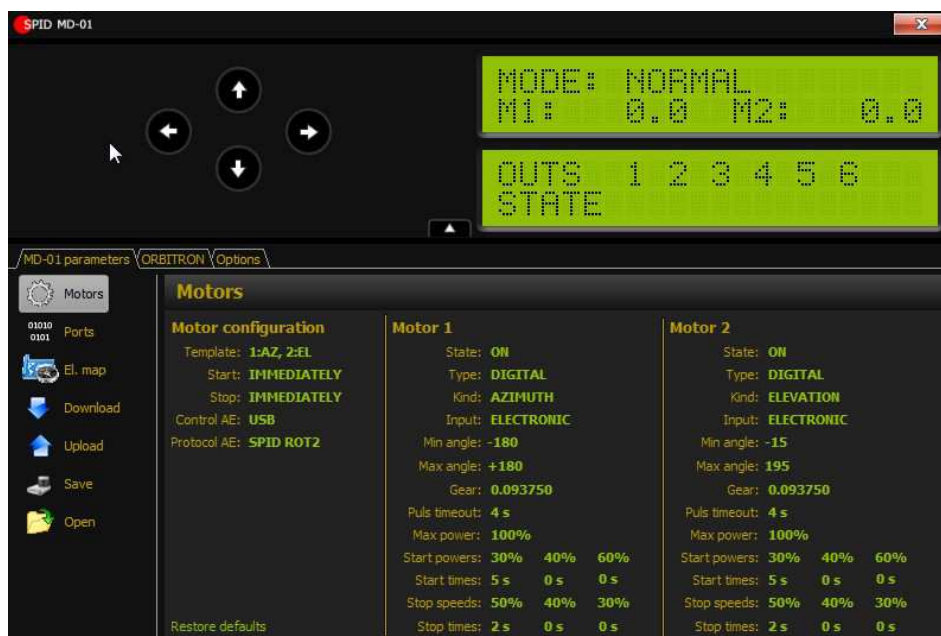 SPID MD-01
MODE: NORMAL
M1: 0.0 M2: 0.0
OUTS 1 2 3 4 5 6
STATE
MD-01 parameters ORBITRON Options
Motors
01010
0101 Ports
El. map
Download
Upload
Save
Open
Motors
Motor configuration
Template: 1:AZ, 2:EL
Start: IMMEDIATELY
Stop: IMMEDIATELY
Control AE: USB
Protocol AE: SPID ROT2
Restore defaults
Motor 1
State: ON
Type: DIGITAL
Kind: AZIMUTH
Input: ELECTRONIC
Min angle: -180
Max angle: +180
Gear: 0.093750
Puls timeout: 4 s
Max power: 100%
Start powers: 30% 40% 60%
Start times: 5 s 0 s 0 s
Stop speeds: 50% 40% 30%
Stop times: 2 s 0 s 0 s
Motor 2
State: ON
Type: DIGITAL
Kind: ELEVATION
Input: ELECTRONIC
Min angle: -15
Max angle: 195
Gear: 0.093750
Puls timeout: 4 s
Max power: 100%
Start powers: 30% 40% 60%
Start times: 5 s 0 s 0 s
Stop speeds: 50% 40% 30%
Stop times: 2 s 0 s 0 s